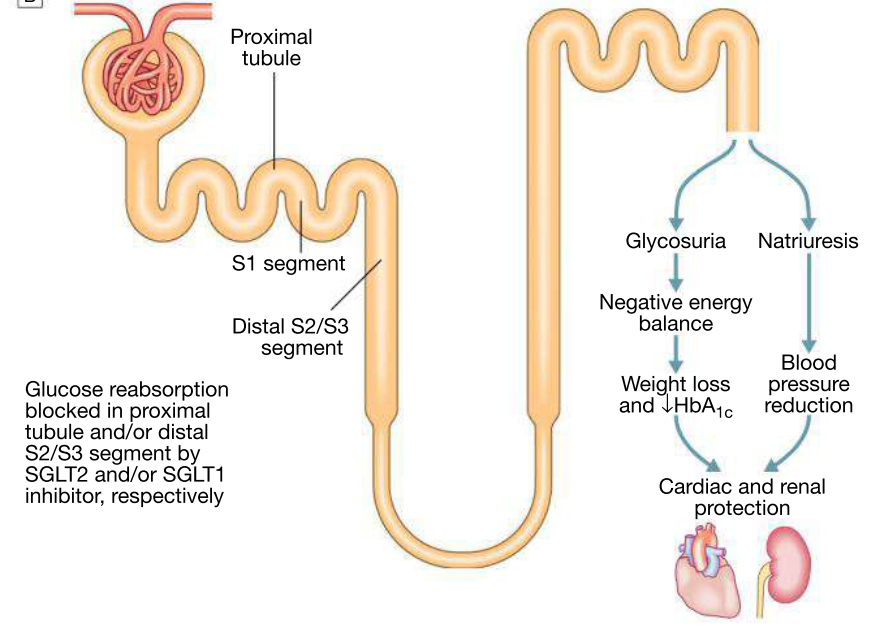 Proximal
tubule
S1 segment
Distal S2/S3
segment
Glucose reabsorption
blocked in proximal
tubule and/or distal
S2/S3 segment by
SGLT2 and/or SGLT1
inhibitor, respectively
Glycosuria
Natriuresis
Negative energy
balance
Weight loss
and ↓HbA1c
Blood
pressure
reduction
Cardiac and renal
protection